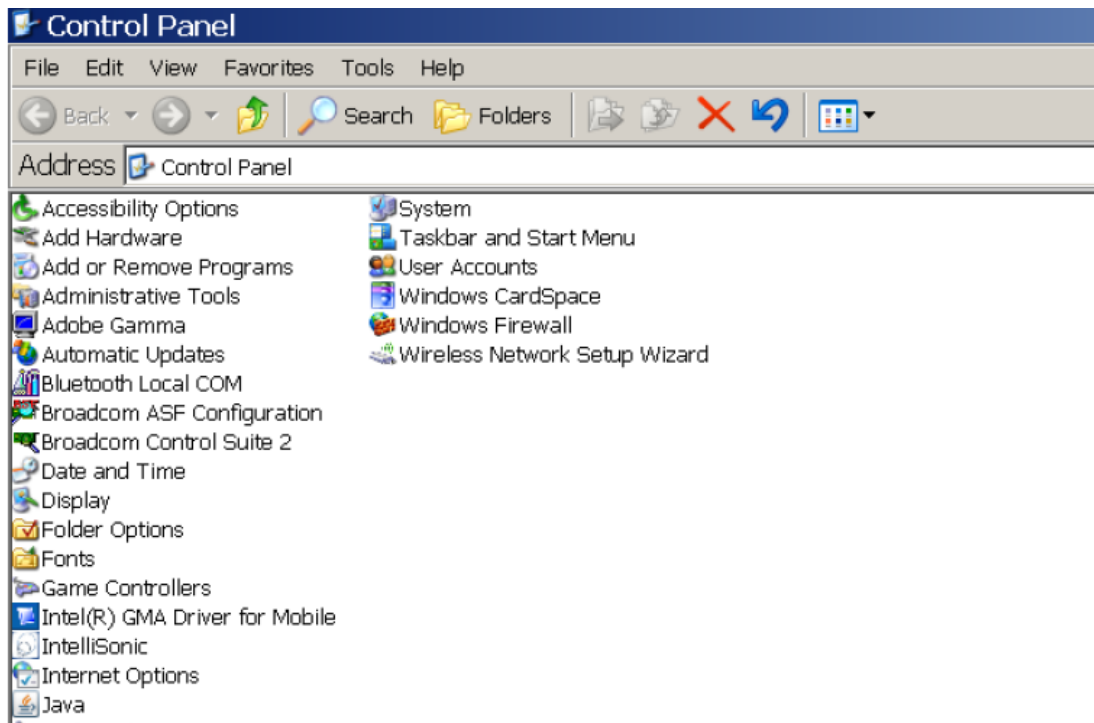 Control Panel
File Edit View Favorites Tools Help
Back Search Folders
Address Control Panel
Accessibility Options
Add Hardware
Add or Remove Programs
Administrative Tools
Adobe Gamma
Automatic Updates
Bluetooth Local COM
Broadcom ASF Configuration
Broadcom Control Suite 2
Date and Time
Display
Folder Options
Fonts
Game Controllers
Intel(R) GMA Driver for Mobile
IntelliSonic
Internet Options
Java
System
Taskbar and Start Menu
User Accounts
Windows CardSpace
Windows Firewall
Wireless Network Setup Wizard